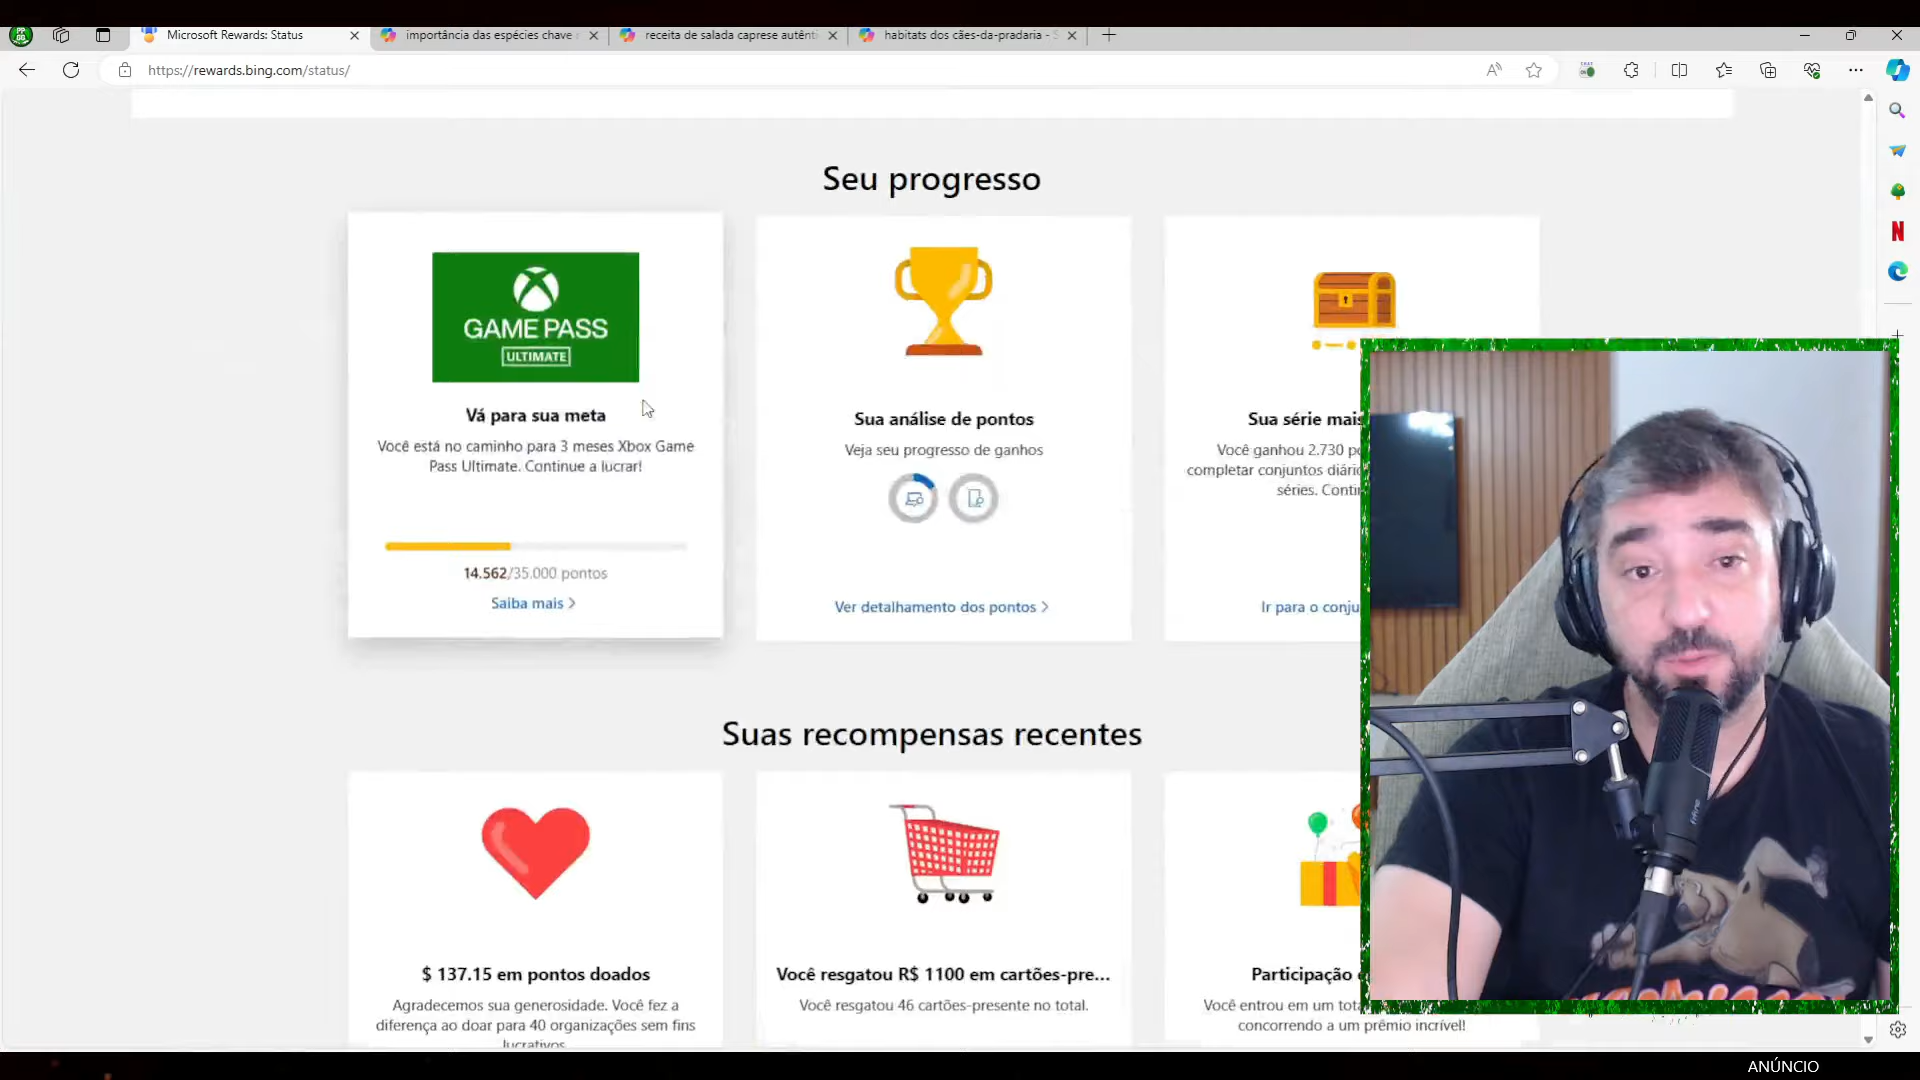 Microsoft Rewards: Status
importância das espécies chave
receita de salada caprese autênti
habitats dos cães-da-pradaria - S
https://rewards.bing.com/status/
Seu progresso
GAME PASS
ULTIMATE
Vá para sua meta
Você está no caminho para 3 meses Xbox Game
Pass Ultimate. Continue a lucrar!
14.562/35.000 pontos
Saiba mais >
Sua análise de pontos
Veja seu progresso de ganhos
Ver detalhamento dos pontos >
Sua série mais
Você ganhou 2.730 po
completar conjuntos diário
séries. Contin
Ir para o conju
Suas recompensas recentes
$ 137.15 em pontos doados
Agradecemos sua generosidade. Você fez a
diferença ao doar para 40 organizações sem fins
lucrativos
Você resgatou R$ 1100 em cartões-pre...
Você resgatou 46 cartões-presente no total.
Participação
Você entrou em um tota
concorrendo a um prêmio incrível!
ANÚNCIO